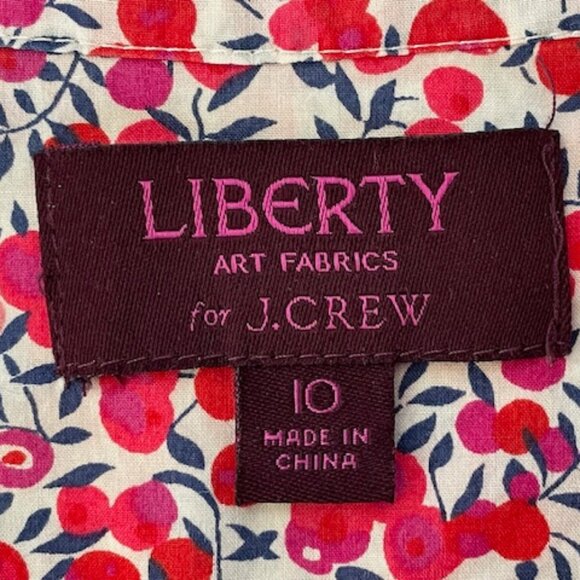 LIBERTY
ART FABRICS
for J.CREW
10
MADE IN
CHINA